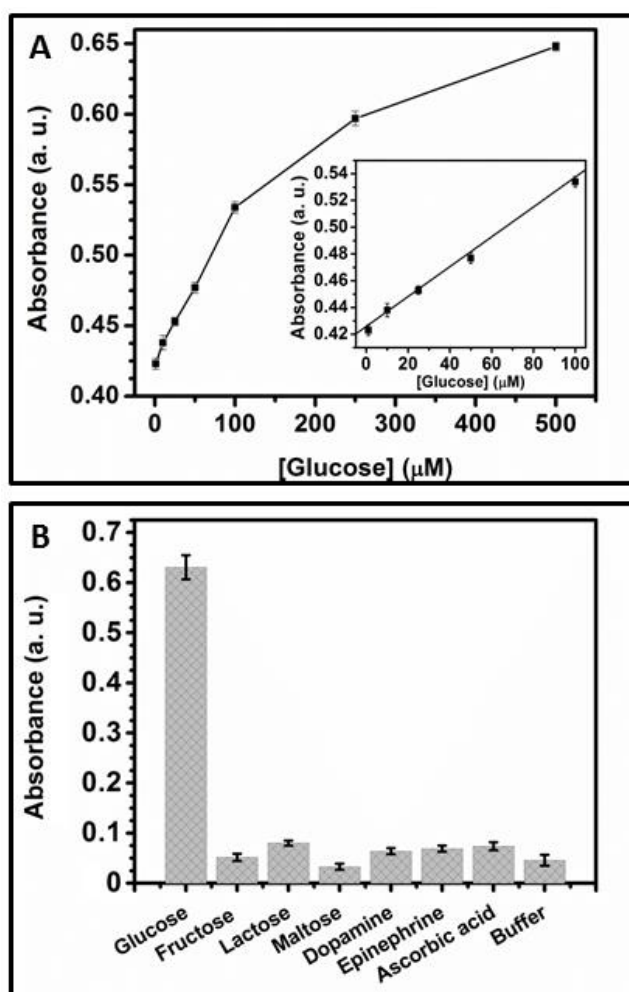 A
0.65
0.60
0.55
0.50
0.45
0.40
Absorbance (a. u.)
0 100 200 300 400 500
[Glucose] (μM)
0.54
0.52
0.50
0.48
0.46
0.44
0.42
Absorbance (a. u.)
0 20 40 60 80 100
[Glucose] (μM)
B
0.7
0.6
0.5
0.4
0.3
0.2
0.1
0
Absorbance (a. u.)
Glucose
Fructose
Lactose
Maltose
Dopamine
Epinephrine
Ascorbic acid
Buffer